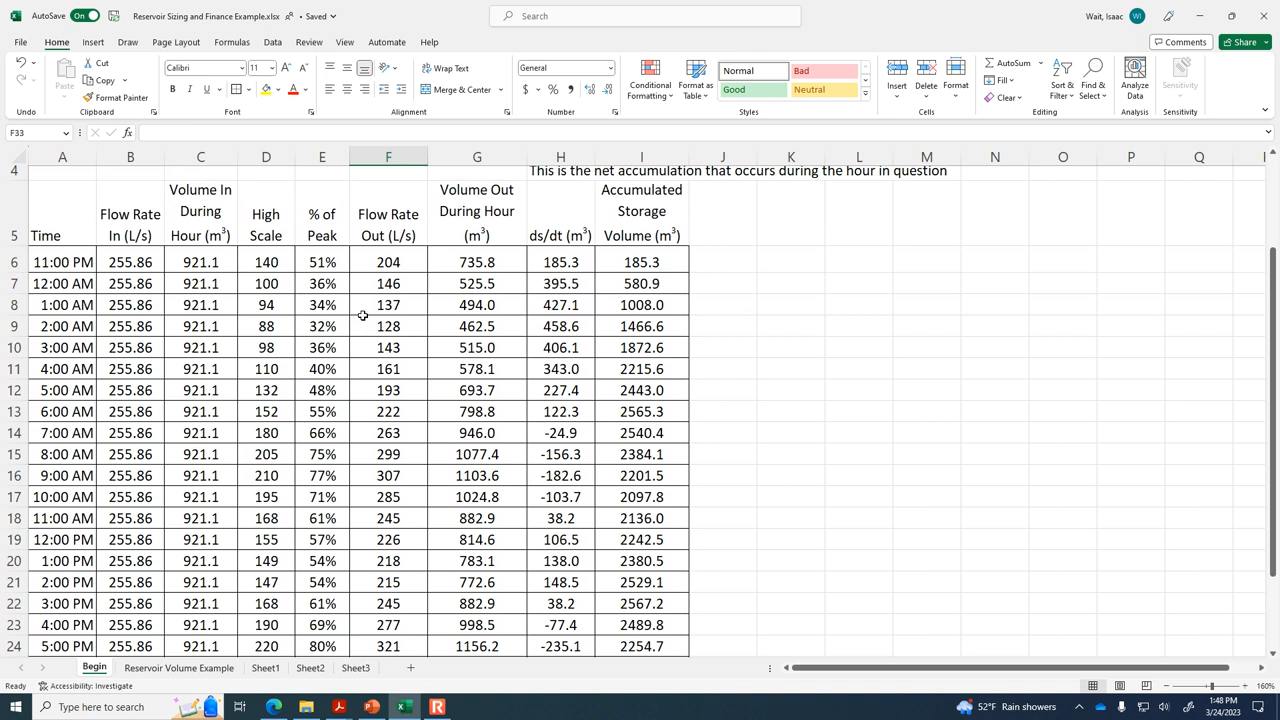 AutoSave On Reservoir Sizing and Finance Example.xlsx • Saved Search Wait, Isaac WI
File Home Insert Draw Page Layout Formulas Data Review View Automate Help Comments Share
Undo Paste Cut Copy Format Painter Clipboard
Calibri 11 A A B I U A Font
Wrap Text Merge & Center Alignment
General $ % Number
Conditional Formatting Format as Table Normal Bad Good Neutral Styles
Insert Delete Format Cells
AutoSum Fill Clear Sort & Filter Find & Select Editing
Analyze Data Analysis Sensitivity Sensitivity
F33 fx
A B C D E F G H I J K L M N O P Q
4 This is the net accumulation that occurs during the hour in question
5 Time Flow Rate In (L/s) Volume In During Hour (m³) High Scale % of Peak Flow Rate Out (L/s) Volume Out During Hour (m³) ds/dt (m³) Accumulated Storage Volume (m³)
6 11:00 PM 255.86 921.1 140 51% 204 735.8 185.3 185.3
7 12:00 AM 255.86 921.1 100 36% 146 525.5 395.5 580.9
8 1:00 AM 255.86 921.1 94 34% 137 494.0 427.1 1008.0
9 2:00 AM 255.86 921.1 88 32% 128 462.5 458.6 1466.6
10 3:00 AM 255.86 921.1 98 36% 143 515.0 406.1 1872.6
11 4:00 AM 255.86 921.1 110 40% 161 578.1 343.0 2215.6
12 5:00 AM 255.86 921.1 132 48% 193 693.7 227.4 2443.0
13 6:00 AM 255.86 921.1 152 55% 222 798.8 122.3 2565.3
14 7:00 AM 255.86 921.1 180 66% 263 946.0 -24.9 2540.4
15 8:00 AM 255.86 921.1 205 75% 299 1077.4 -156.3 2384.1
16 9:00 AM 255.86 921.1 210 77% 307 1103.6 -182.6 2201.5
17 10:00 AM 255.86 921.1 195 71% 285 1024.8 -103.7 2097.8
18 11:00 AM 255.86 921.1 168 61% 245 882.9 38.2 2136.0
19 12:00 PM 255.86 921.1 155 57% 226 814.6 106.5 2242.5
20 1:00 PM 255.86 921.1 149 54% 218 783.1 138.0 2380.5
21 2:00 PM 255.86 921.1 147 54% 215 772.6 148.5 2529.1
22 3:00 PM 255.86 921.1 168 61% 245 882.9 38.2 2567.2
23 4:00 PM 255.86 921.1 190 69% 277 998.5 -77.4 2489.8
24 5:00 PM 255.86 921.1 220 80% 321 1156.2 -235.1 2254.7
Begin Reservoir Volume Example Sheet1 Sheet2 Sheet3
Ready Accessibility: Investigate 160%
Type here to search 52°F Rain showers 1:48 PM
3/24/2023